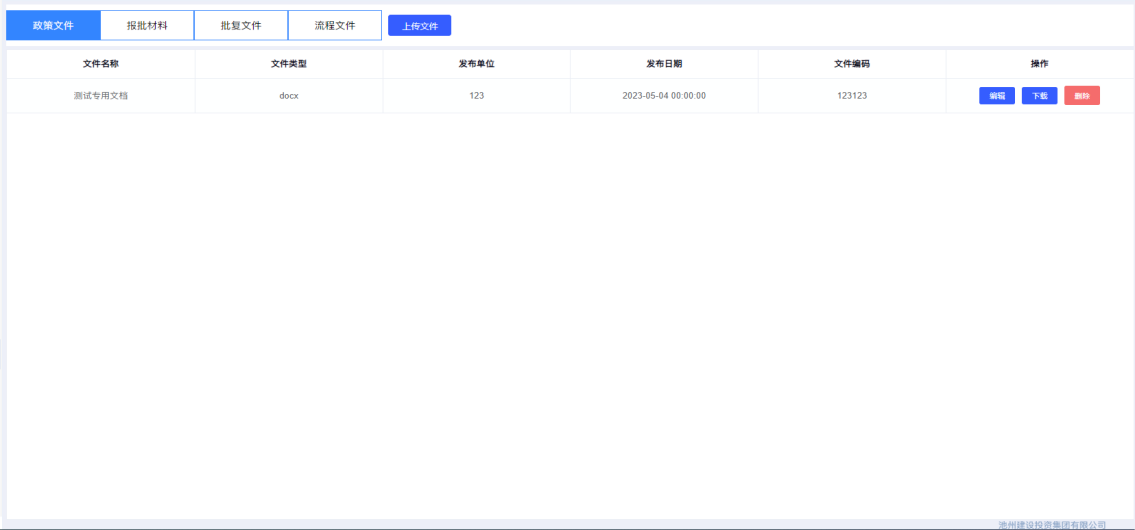 政策文件 报批材料 批复文件 流程文件 上传文件
文件名称 文件类型 发布单位 发布日期 文件编码 操作
测试专用文档 docx 123 2023-05-04 00:00:00 123123 编辑 下载 删除
池州建设投资集团有限公司